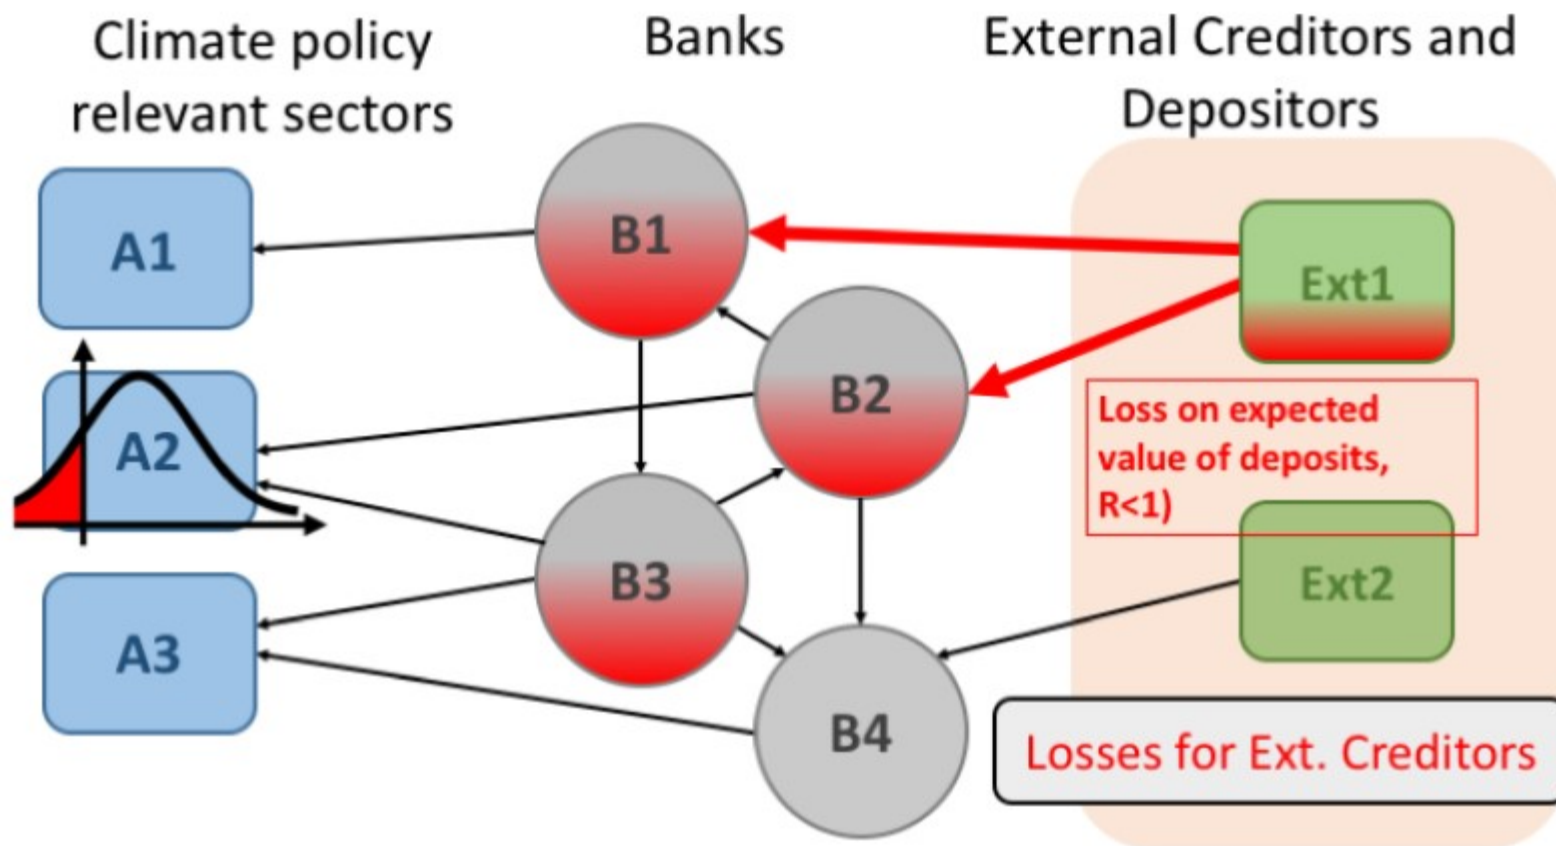 Climate policy
relevant sectors
Banks
External Creditors and
Depositors
A1
B1
Ext1
A2
B2
Loss on expected
value of deposits,
R<1)
B3
Ext2
A3
B4
Losses for Ext. Creditors